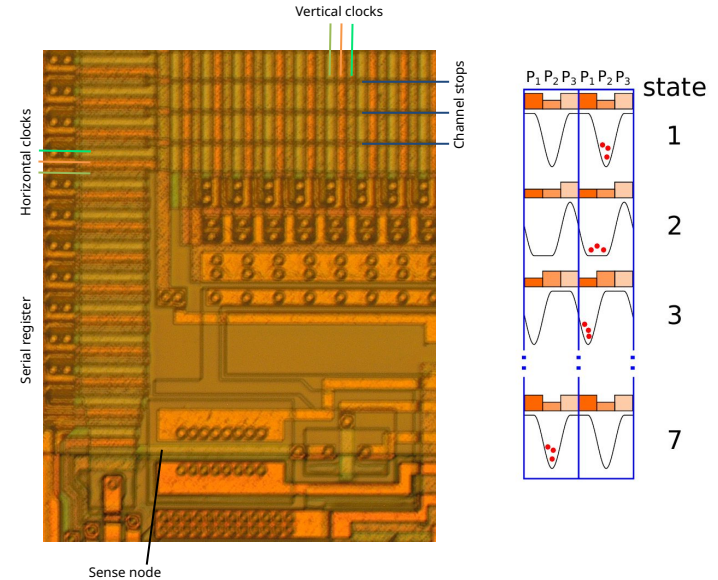 Vertical clocks
Channel stops
Horizontal clocks
Serial register
Sense node
P1 P2 P3 P1 P2 P3
state
1
2
3
7